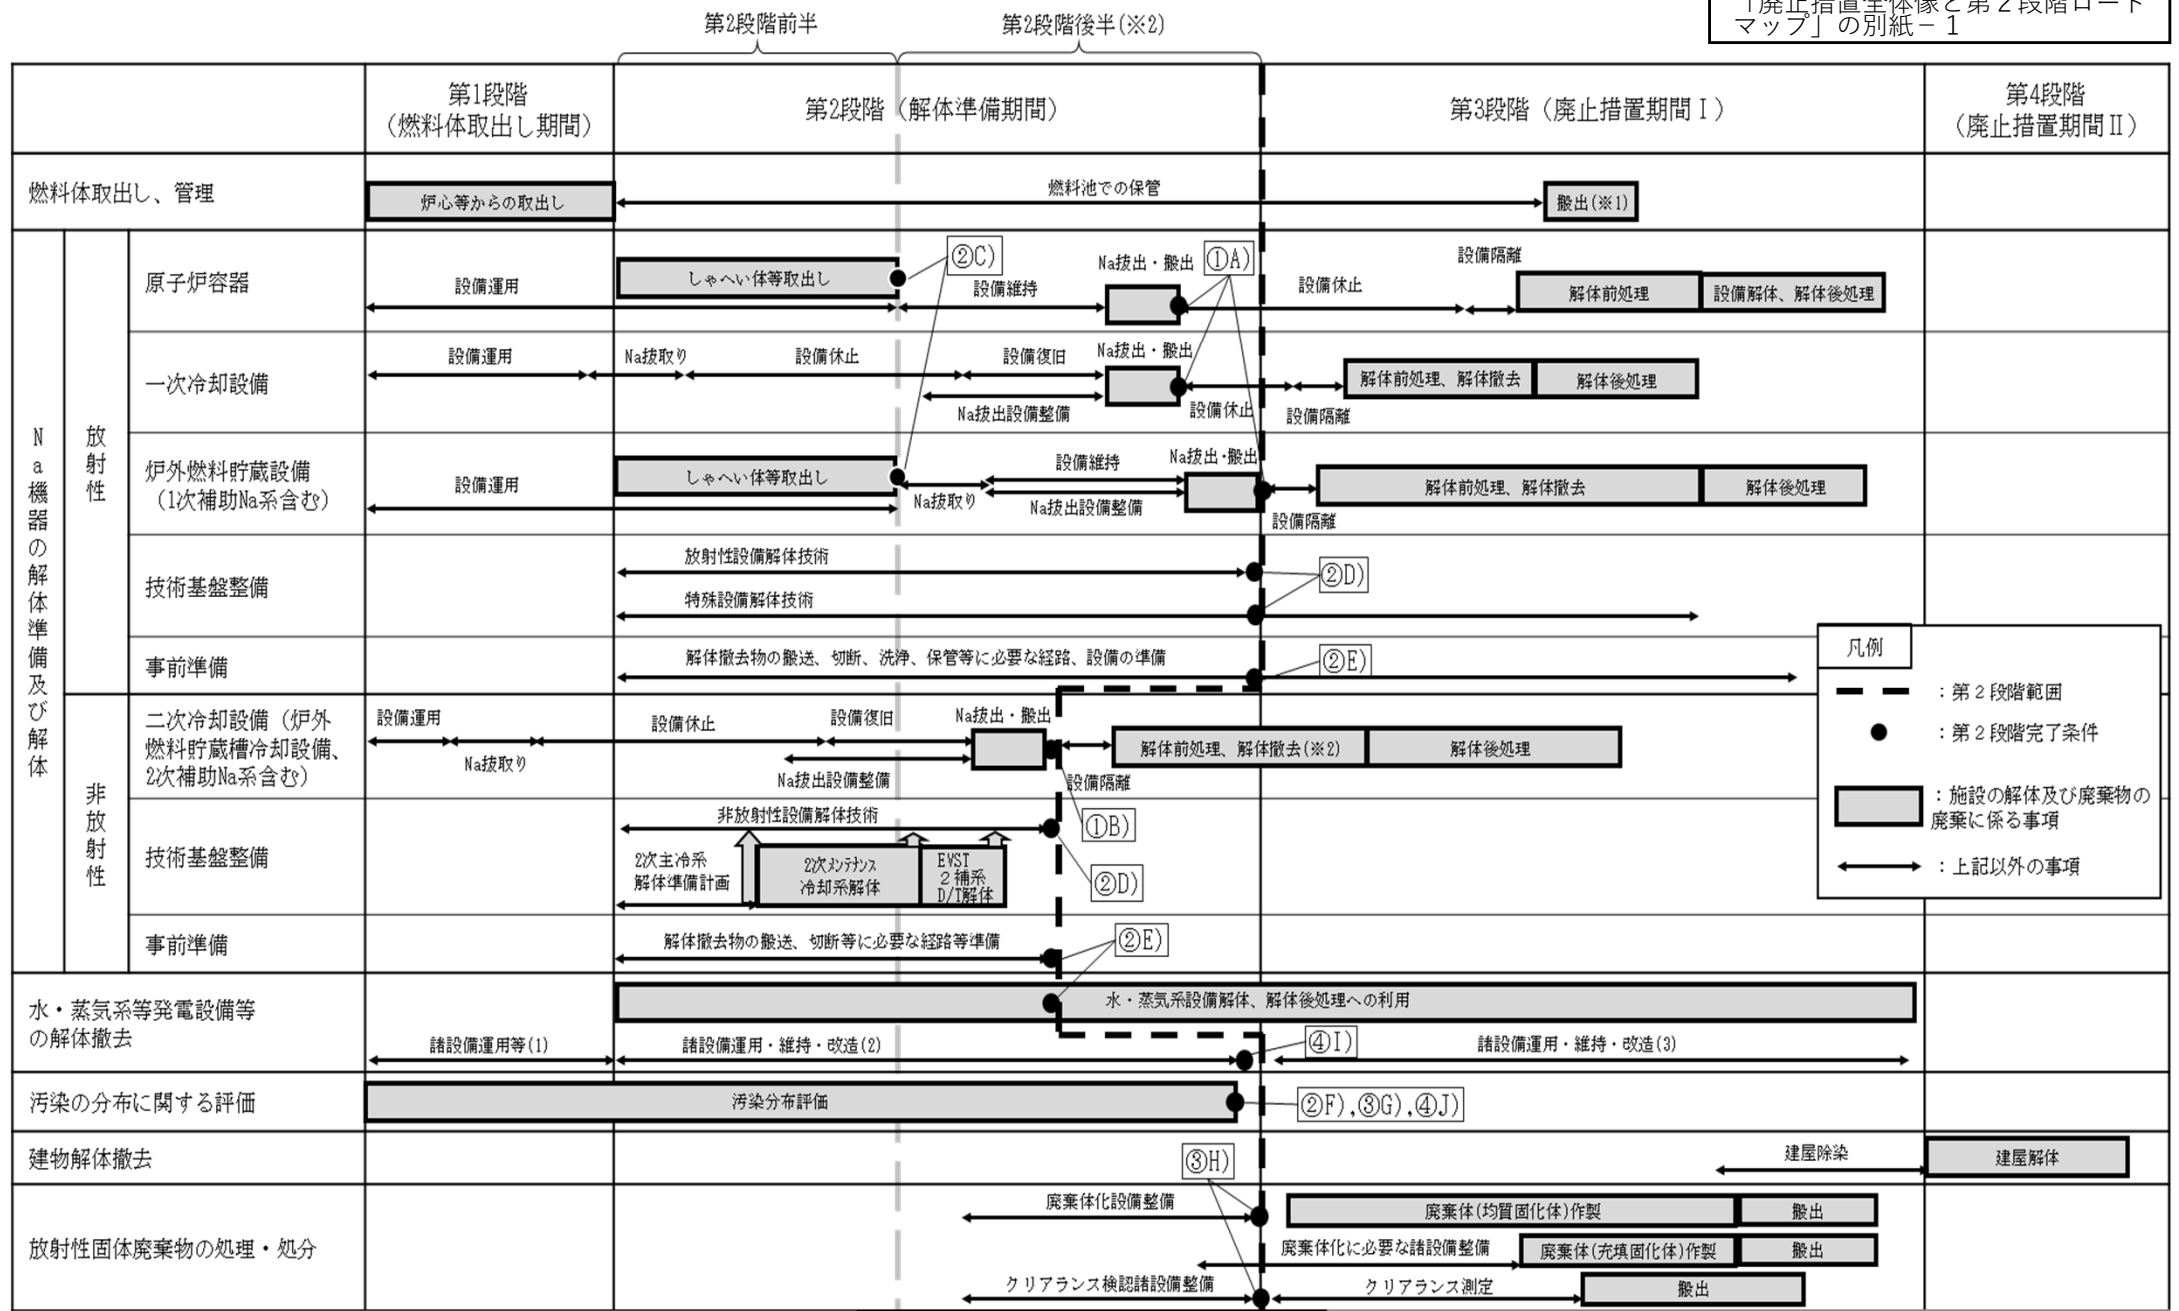 「廃止措置全体像と第２段階ロード
マップ」の別紙－１
第2段階前半
第2段階後半(※2)
第1段階
（燃料体取出し期間）
第2段階（解体準備期間）
第3段階（廃止措置期間Ⅰ）
第4段階
（廃止措置期間Ⅱ）
燃料体取出し、管理
炉心等からの取出し
燃料池での保管
搬出(※1)
Na機器の解体準備及び解体
放射性
原子炉容器
設備運用
しゃへい体等取出し
②C)
設備維持
Na抜出・搬出
①A)
設備休止
設備隔離
解体前処理
設備解体、解体後処理
一次冷却設備
設備運用
Na抜取り
設備休止
設備復旧
Na抜出設備整備
Na抜出・搬出
設備休止
設備隔離
解体前処理、解体撤去
解体後処理
炉外燃料貯蔵設備
（1次補助Na系含む）
設備運用
しゃへい体等取出し
Na抜取り
設備維持
Na抜出設備整備
Na抜出・搬出
設備隔離
解体前処理、解体撤去
解体後処理
技術基盤整備
放射性設備解体技術
特殊設備解体技術
②D)
事前準備
解体撤去物の搬送、切断、洗浄、保管等に必要な経路、設備の準備
②E)
非放射性
二次冷却設備（炉外
燃料貯蔵槽冷却設備、
2次補助Na系含む）
設備運用
Na抜取り
設備休止
設備復旧
Na抜出設備整備
Na抜出・搬出
設備隔離
解体前処理、解体撤去(※2)
解体後処理
①B)
技術基盤整備
非放射性設備解体技術
2次主冷系
解体準備計画
2次メンテナンス
冷却系解体
EVST
２補系
D/T解体
②D)
事前準備
解体撤去物の搬送、切断等に必要な経路等準備
②E)
水・蒸気系等発電設備等
の解体撤去
水・蒸気系設備解体、解体後処理への利用
諸設備運用等(1)
諸設備運用・維持・改造(2)
④I)
諸設備運用・維持・改造(3)
汚染の分布に関する評価
汚染分布評価
②F),③G),④J)
建物解体撤去
建屋除染
建屋解体
③H)
放射性固体廃棄物の処理・処分
廃棄体化設備整備
廃棄体(均質固化体)作製
搬出
廃棄体化に必要な諸設備整備
廃棄体(充填固化体)作製
搬出
クリアランス検認諸設備整備
クリアランス測定
搬出
凡例
：第２段階範囲
：第２段階完了条件
：施設の解体及び廃棄物の
廃棄に係る事項
：上記以外の事項